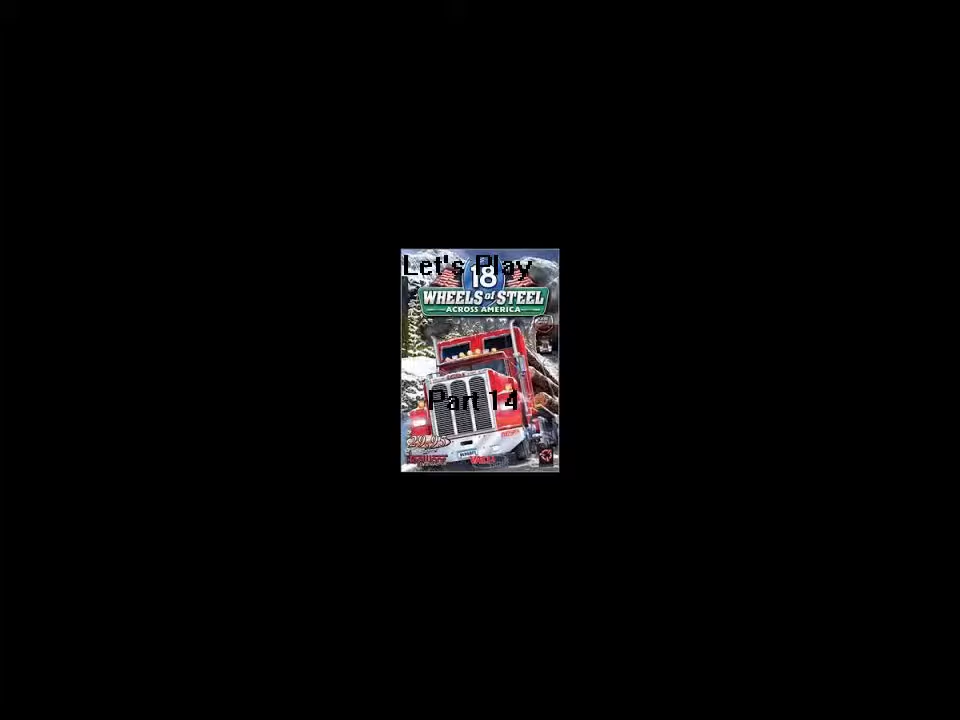 Let's Play
18
WHEELS of STEEL
ACROSS AMERICA
Part 14